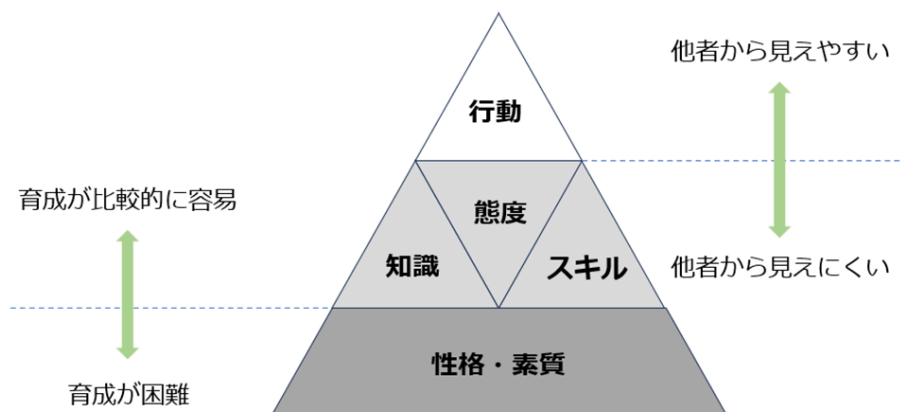 他者から見えやすい
行動
育成が比較的に容易
態度
知識
スキル
他者から見えにくい
性格・素質
育成が困難